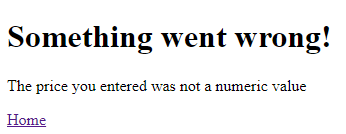 Something went wrong!
The price you entered was not a numeric value
Home